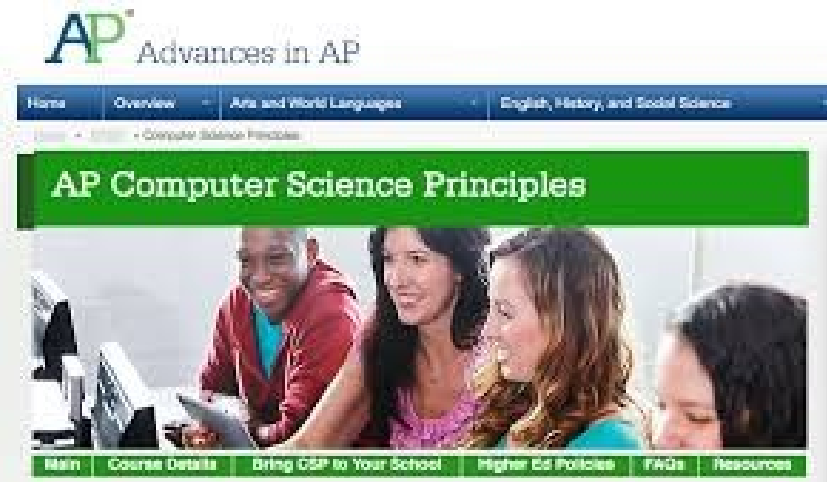 AP Advances in AP
Home Overview Arts and World Languages English, History, and Social Science
Computer Science Principles
AP Computer Science Principles
Main Course Details Bring CSP to Your School Higher Ed Policies FAQs Resources